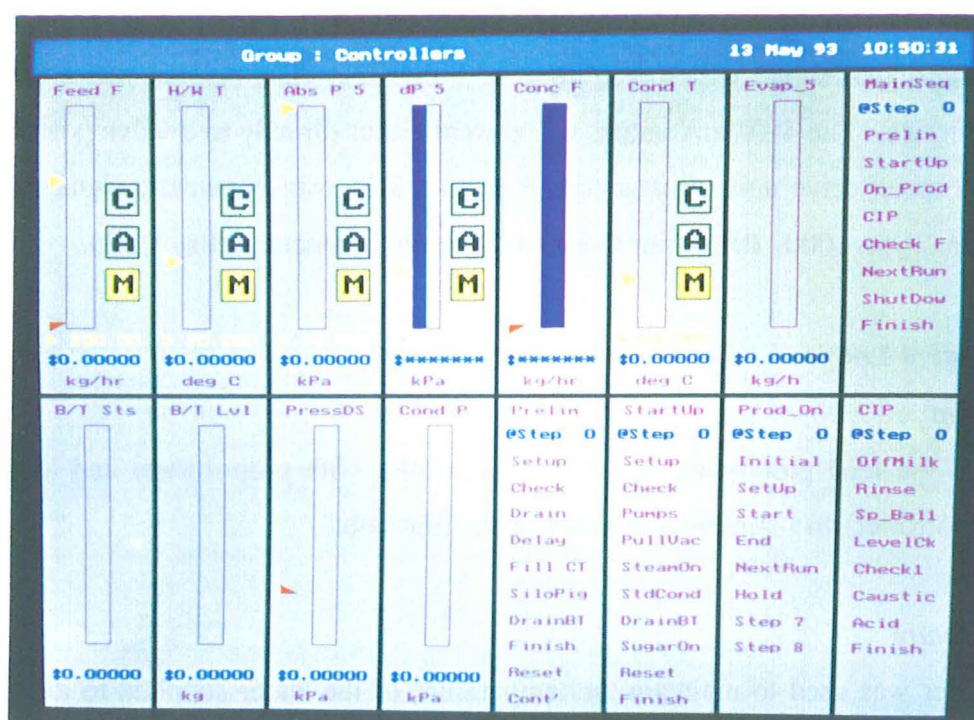 Group : Controllers 13 May 93 10:50:31
Feed F H/W T Abs P 5 dP 5 Conc F Cond T Evap_5 MainSeq
@Step 0
Prelim
StartUp
On_Prod
CIP
Check F
NextRun
ShutDow
Finish
C C C C C
A A A A A
M M M M M
$0.00000 $0.00000 $0.00000 $******* $******* $0.00000 $0.00000
kg/hr deg C kPa kPa kg/hr deg C kg/h
B/T Sts B/T Lvl PressDS Cond P Prelim StartUp Prod_On CIP
@Step 0 @Step 0 @Step 0 @Step 0
Setup Setup Initial OffMilk
Check Check SetUp Rinse
Drain Pumps Start Sp_Ball
Delay PullVac End LevelCk
Fill CT SteamOn NextRun Check1
SiloPig StdCond Hold Caustic
DrainBT DrainBT Step 7 Acid
Finish SugarOn Step 8 Finish
Reset Reset
Cont' Finish
$0.00000 $0.00000 $0.00000 $0.00000
kg kPa kPa